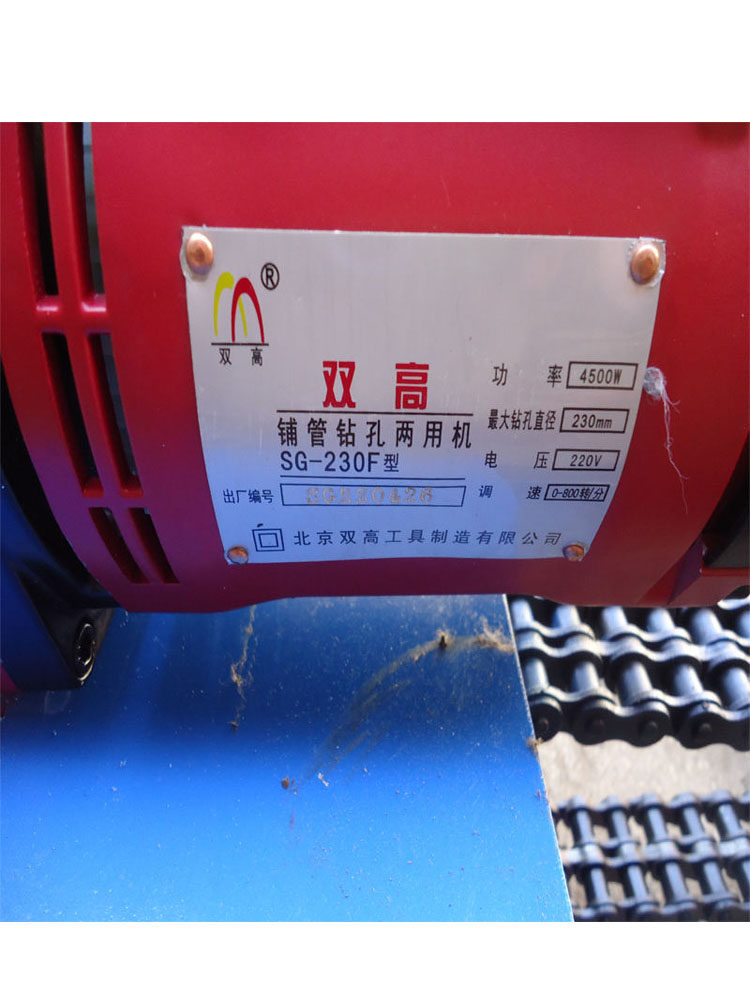 ®
双高
双高
铺管钻孔两用机
SG-230F型
出厂编号
功率 4500W
最大钻孔直径 230mm
电压 220V
调速 0-800转/分
北京双高工具制造有限公司